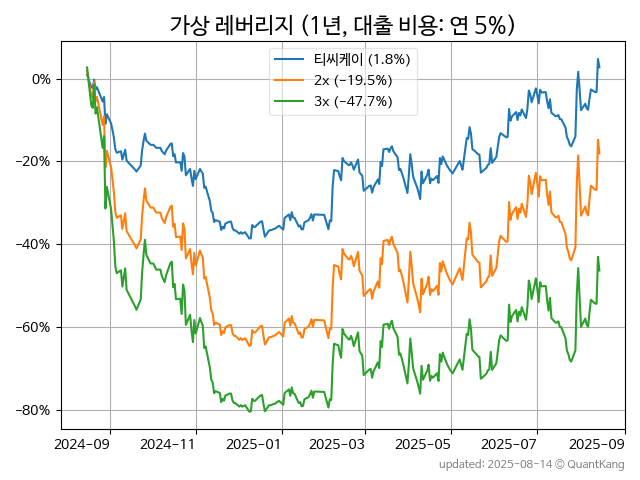 가상 레버리지 (1년, 대출 비용: 연 5%)
티씨케이 (1.8%)
2x (−19.5%)
3x (−47.7%)
0%
−20%
−40%
−60%
−80%
2024−09 2024−11 2025−01 2025−03 2025−05 2025−07 2025−09
updated: 2025-08-14 © QuantKang